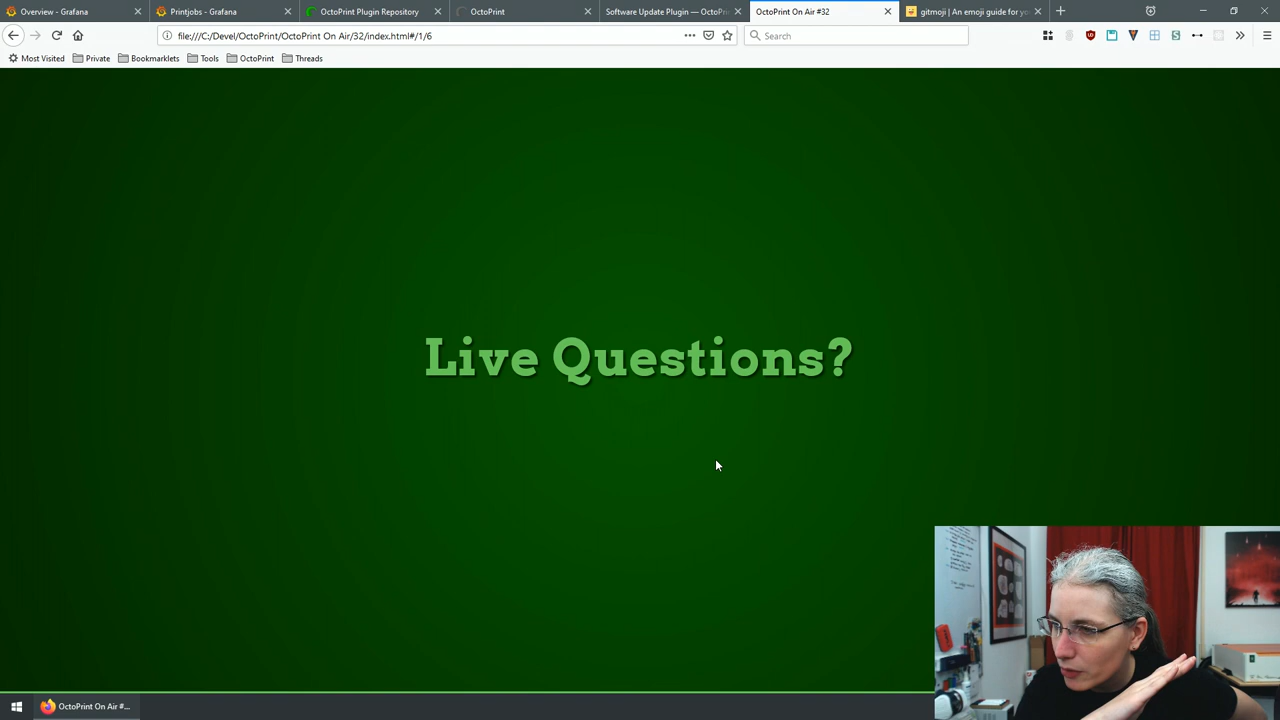 Overview - Grafana
Printjobs - Grafana
OctoPrint Plugin Repository
OctoPrint
Software Update Plugin — OctoPr
OctoPrint On Air #32
gitmoji | An emoji guide for yo
file:///C:/Devel/OctoPrint/OctoPrint On Air/32/index.html#/1/6
Search
Most Visited
Private
Bookmarklets
Tools
OctoPrint
Threads
Live Questions?
OctoPrint On Air #...